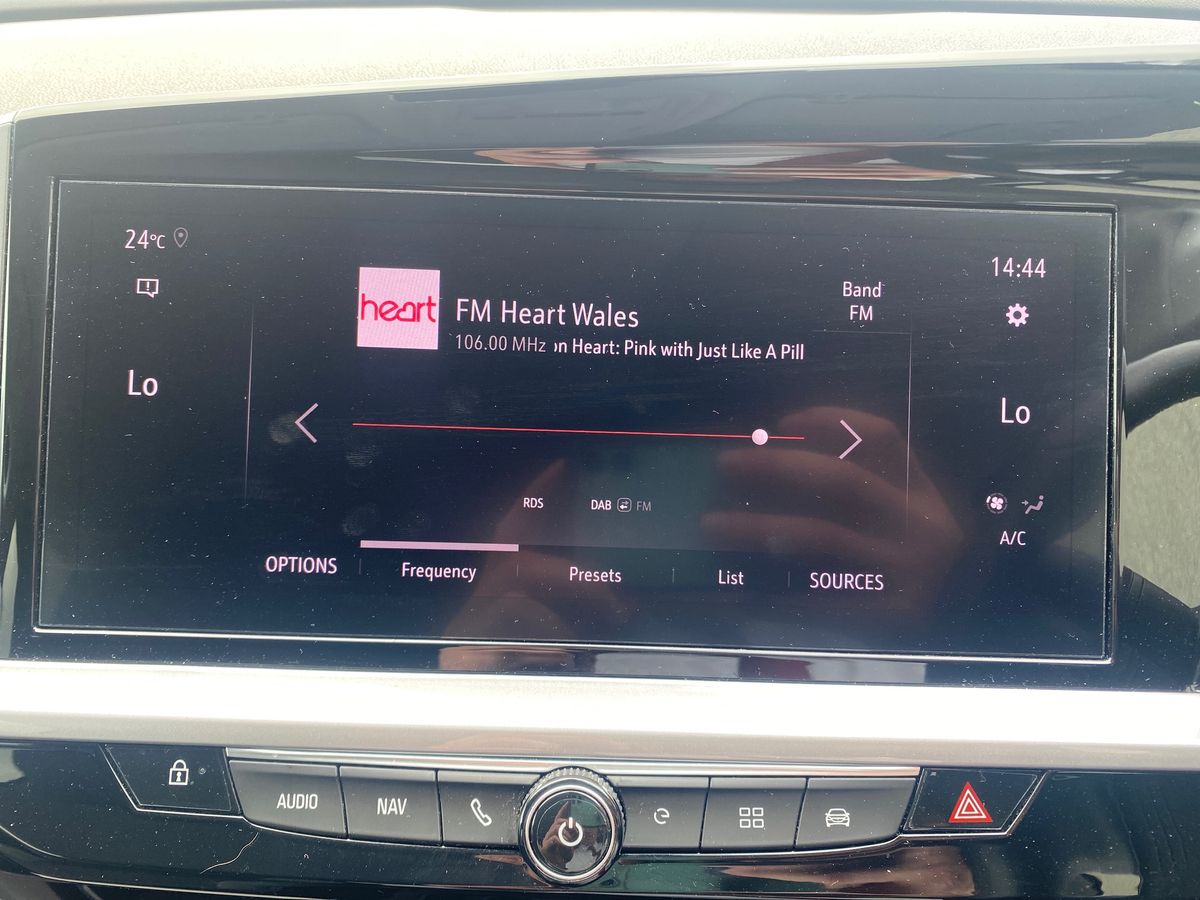 24°C
14:44
heart
FM Heart Wales
Band
FM
106.00 MHz on Heart: Pink with Just Like A Pill
Lo
Lo
RDS
DAB FM
A/C
OPTIONS
Frequency
Presets
List
SOURCES
AUDIO
NAV